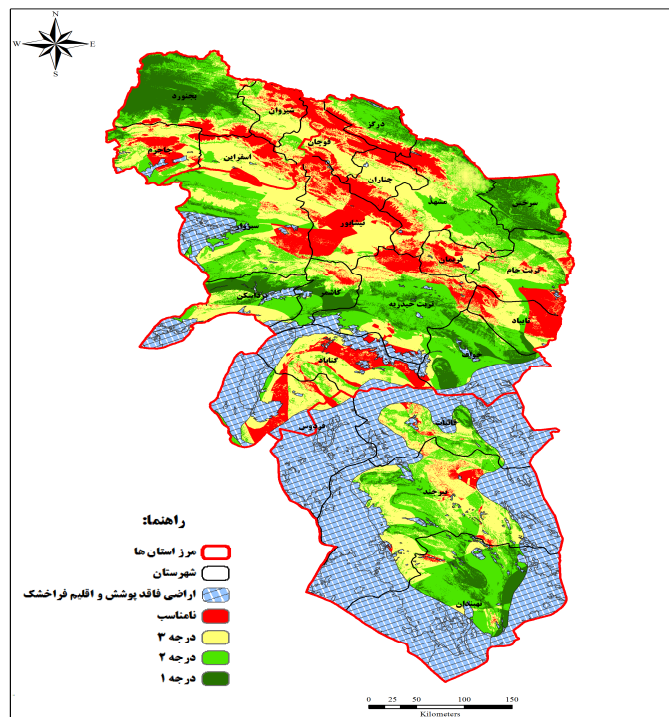 N
W E
S
بجنورد
شیروان
درگز
قوچان
جاجرم
اسفراین
چناران
مشهد
سرخس
سبزوار
نیشابور
فریمان
تربت جام
بردسکن
کاشمر
تربت حیدریه
تایباد
خواف
گناباد
فردوس
قائنات
بیرجند
نهبندان
راهنما:
مرز استان ها
شهرستان
اراضی فاقد پوشش و اقلیم فراخشک
نامناسب
درجه ۳
درجه ۲
درجه ۱
0 25 50 100 150
Kilometers